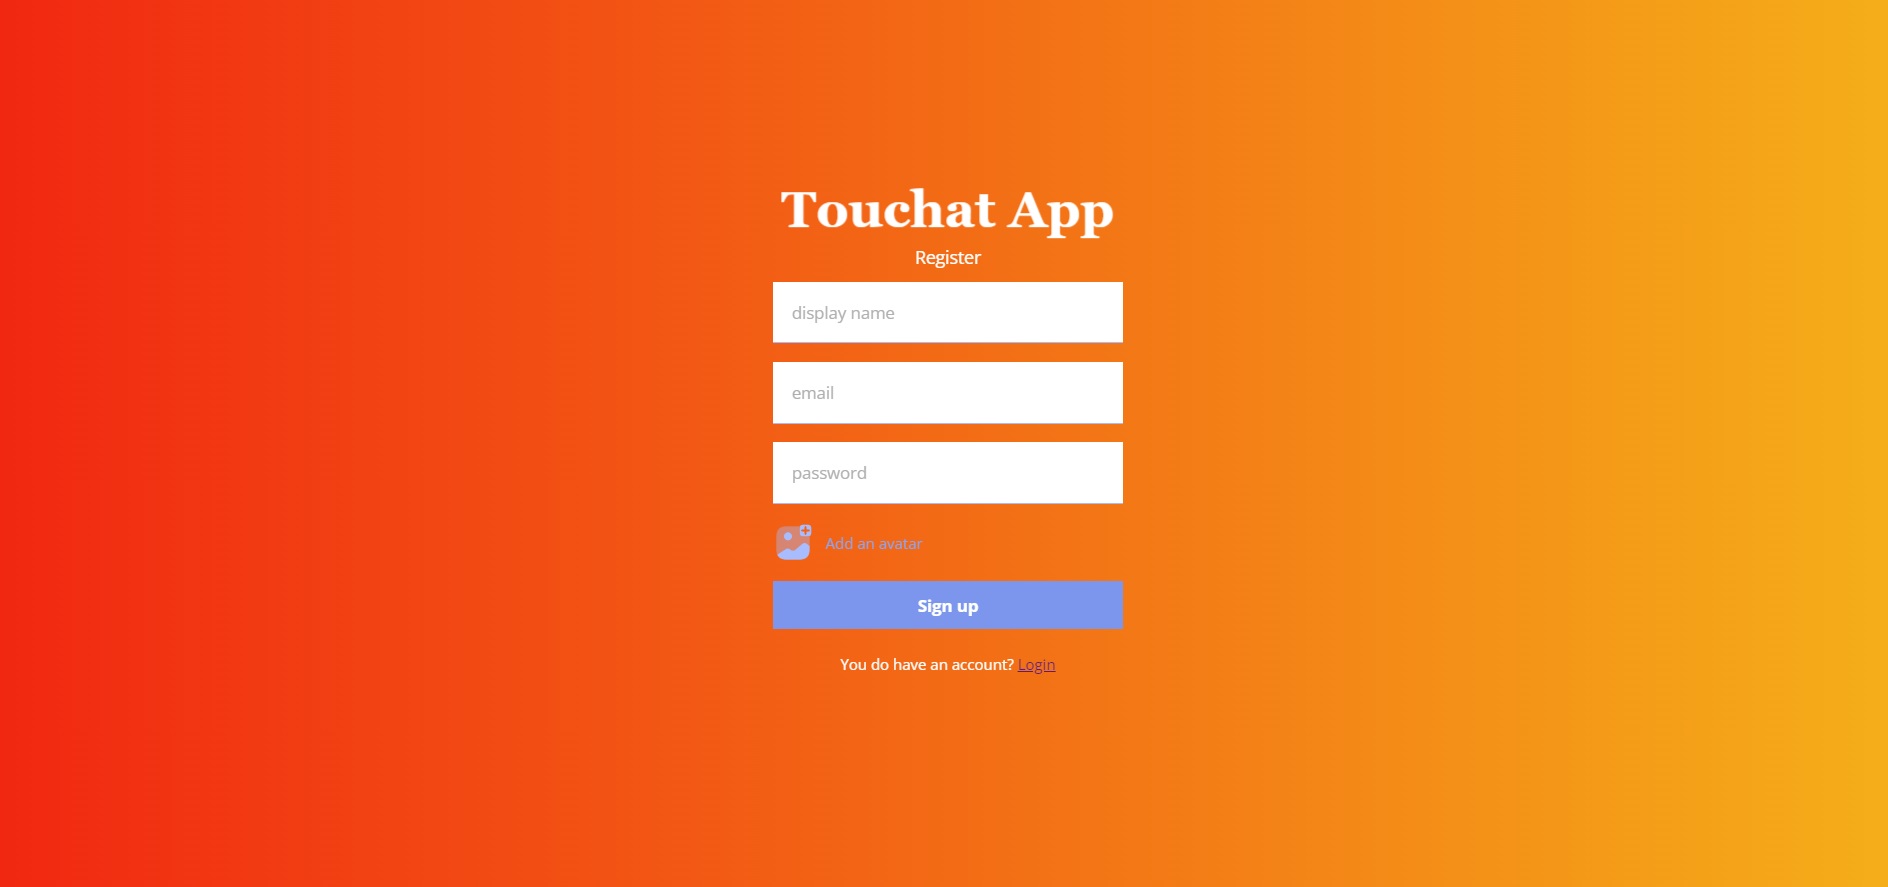 Touchat App
Register
display name
email
password
Add an avatar
Sign up
You do have an account? Login